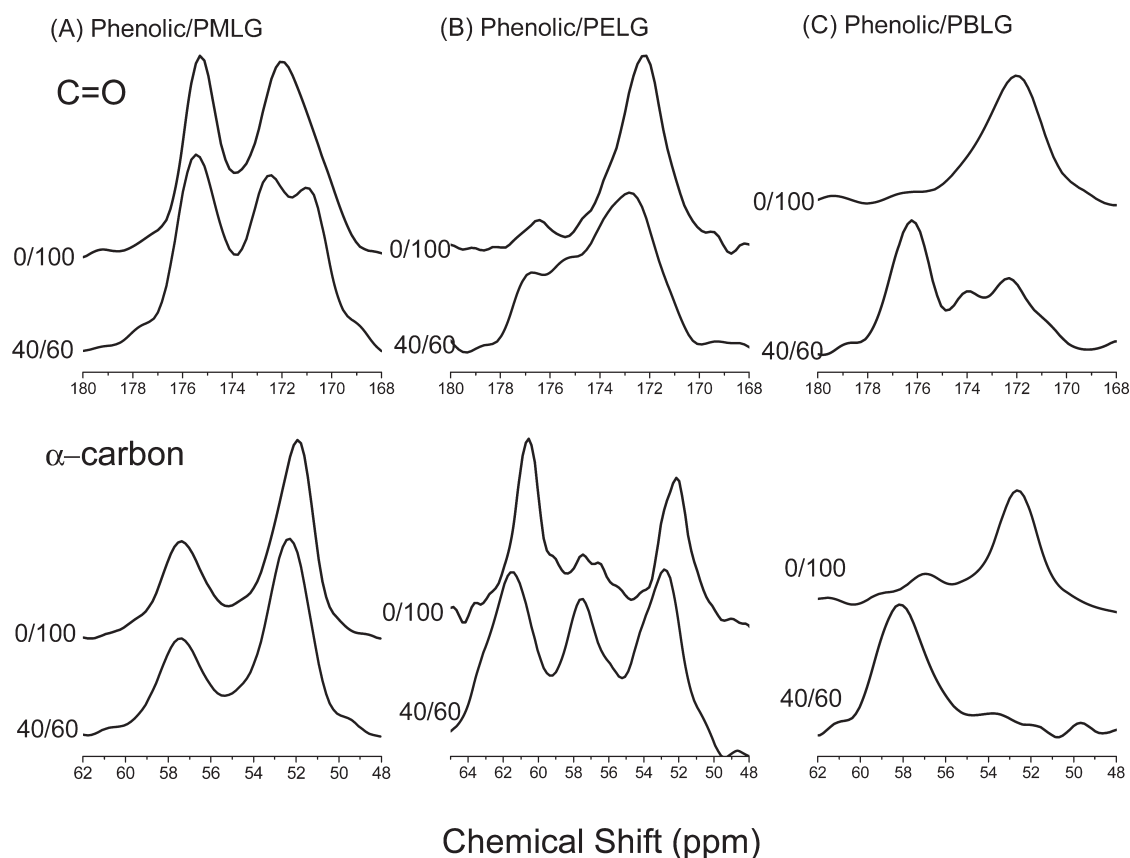 (A) Phenolic/PMLG
(B) Phenolic/PELG
(C) Phenolic/PBLG
C=O
0/100
0/100
0/100
40/60
40/60
40/60
180 178 176 174 172 170 168
180 178 176 174 172 170 168
180 178 176 174 172 170 168
α–carbon
0/100
0/100
0/100
40/60
40/60
40/60
62 60 58 56 54 52 50 48
64 62 60 58 56 54 52 50 48
62 60 58 56 54 52 50 48
Chemical Shift (ppm)